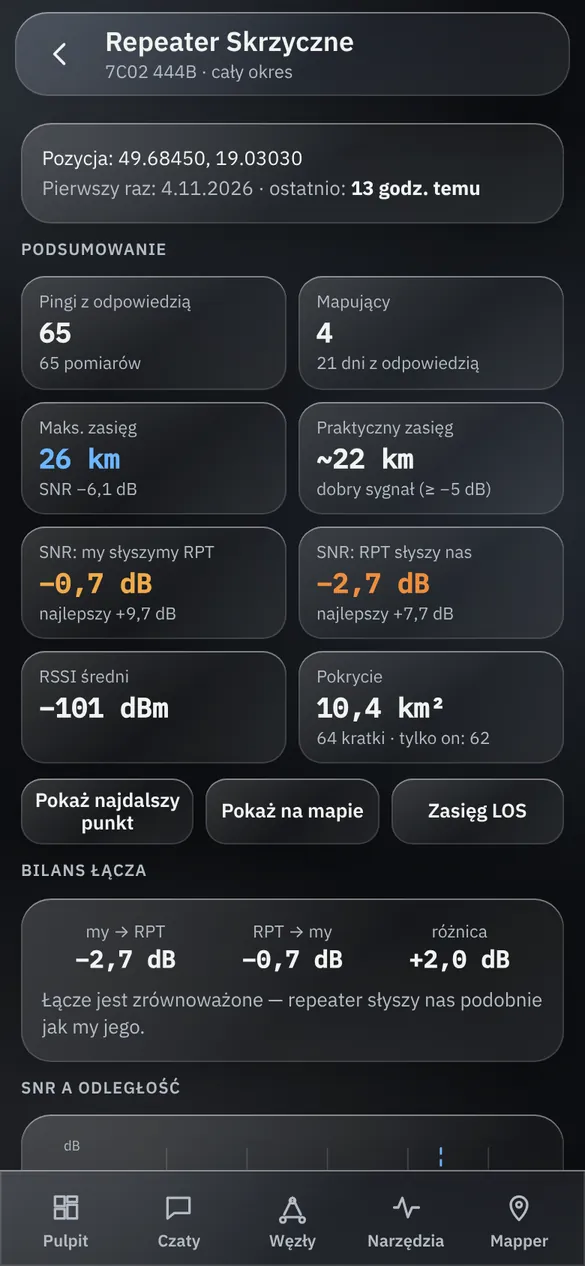 Repeater Skrzyczne
7C02 444B · cały okres
Pozycja: 49.68450, 19.03030
Pierwszy raz: 4.11.2026 · ostatnio: 13 godz. temu
PODSUMOWANIE
Pingi z odpowiedzią
65
65 pomiarów
Mapujący
4
21 dni z odpowiedzią
Maks. zasięg
26 km
SNR −6,1 dB
Praktyczny zasięg
~22 km
dobry sygnał (≥ −5 dB)
SNR: my słyszymy RPT
−0,7 dB
najlepszy +9,7 dB
SNR: RPT słyszy nas
−2,7 dB
najlepszy +7,7 dB
RSSI średni
−101 dBm
Pokrycie
10,4 km²
64 kratki · tylko on: 62
Pokaż najdalszy
punkt
Pokaż na mapie
Zasięg LOS
BILANS ŁĄCZA
my → RPT
−2,7 dB
RPT → my
−0,7 dB
różnica
+2,0 dB
Łącze jest zrównoważone — repeater słyszy nas podobnie
jak my jego.
SNR A ODLEGŁOŚĆ
dB
Pulpit
Czaty
Węzły
Narzędzia
Mapper